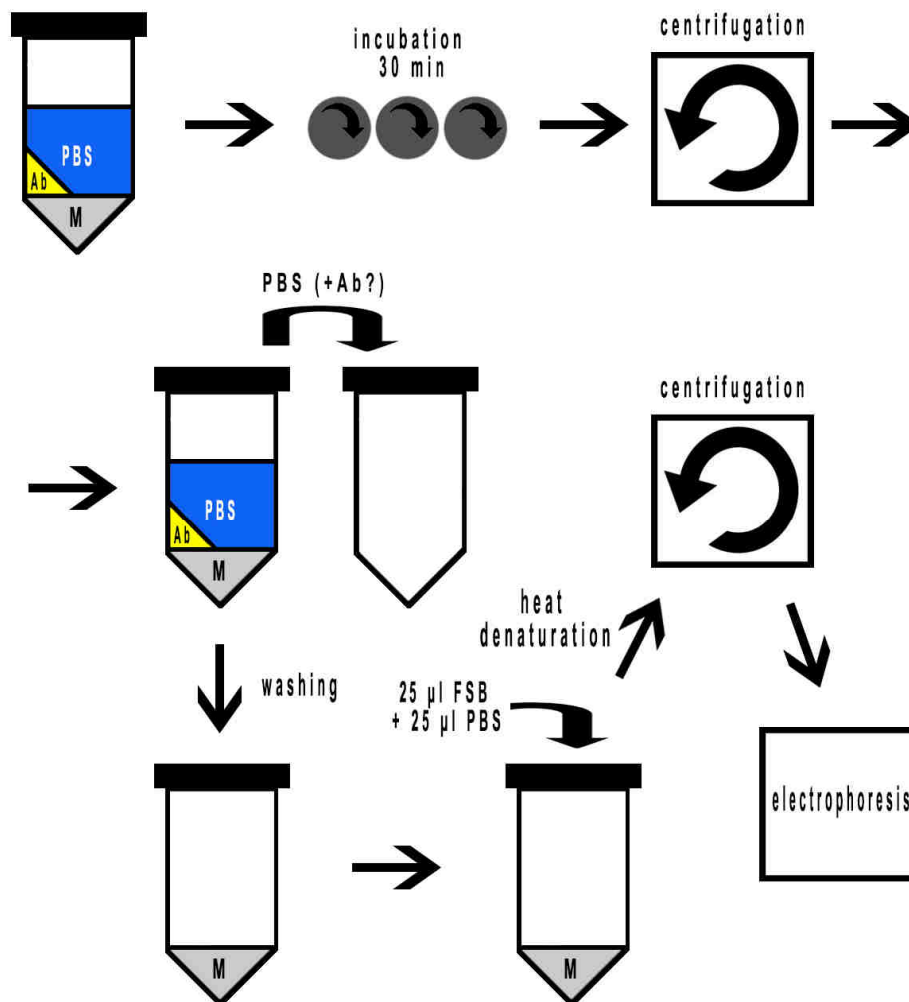 centrifugation
incubation
30 min
PBS
Ab
M
PBS (+Ab?)
centrifugation
PBS
Ab
M
heat
denaturation
washing
25 µl FSB
+ 25 µl PBS
electrophoresis
M
M